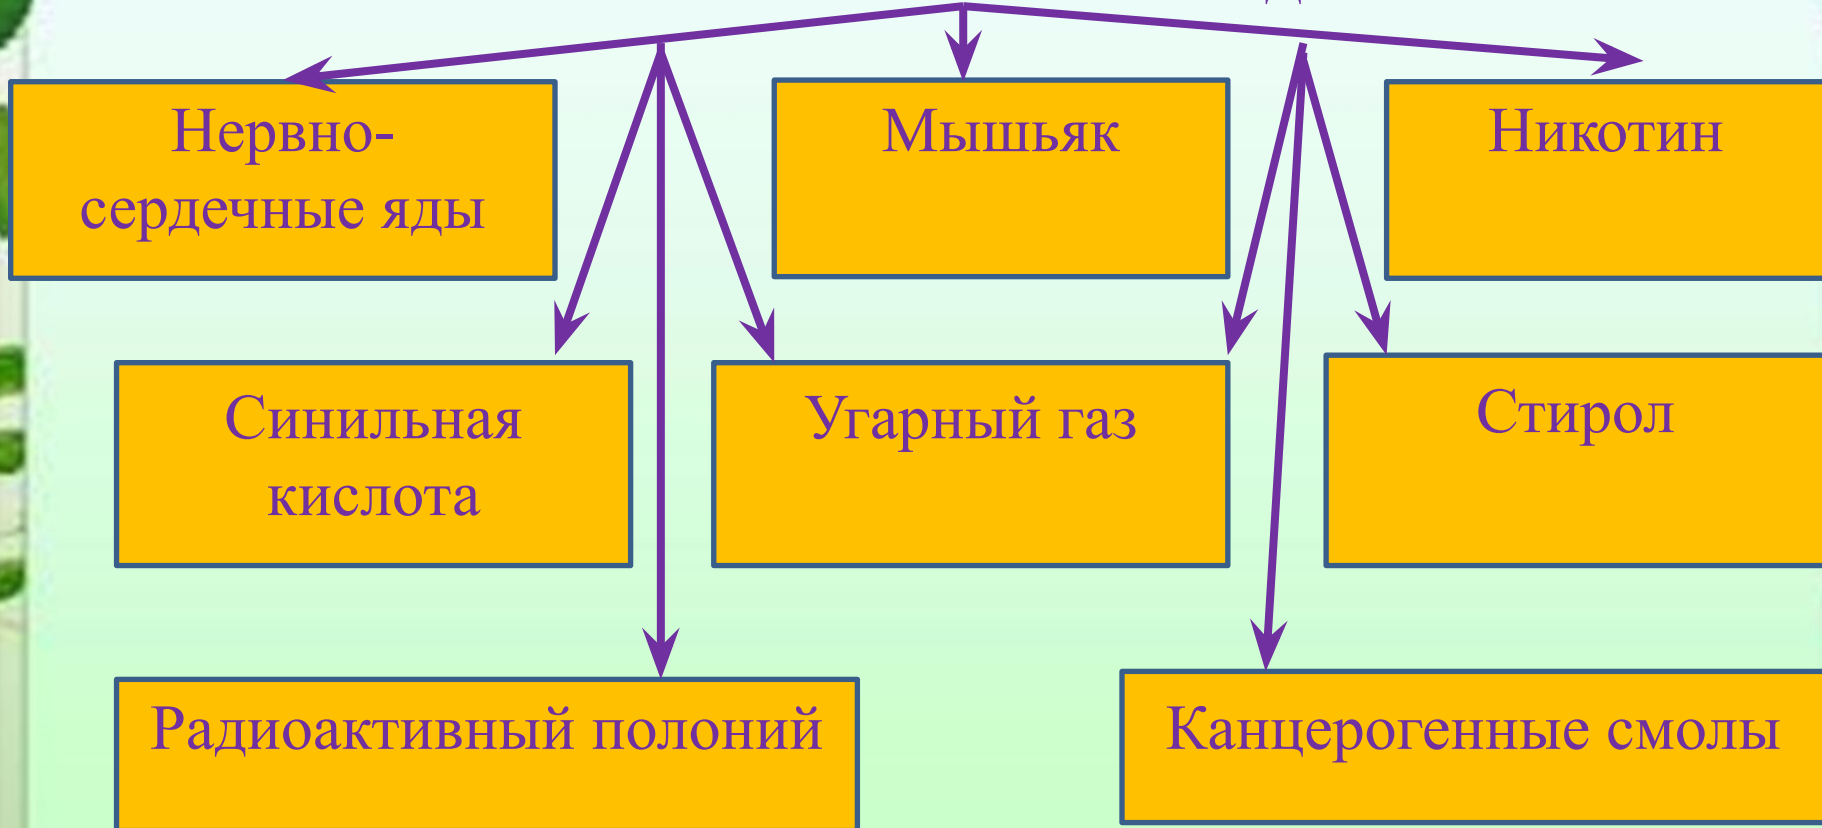 Нервно-
сердечные яды
Мышьяк
Никотин
Синильная
кислота
Угарный газ
Стирол
Радиоактивный полоний
Канцерогенные смолы